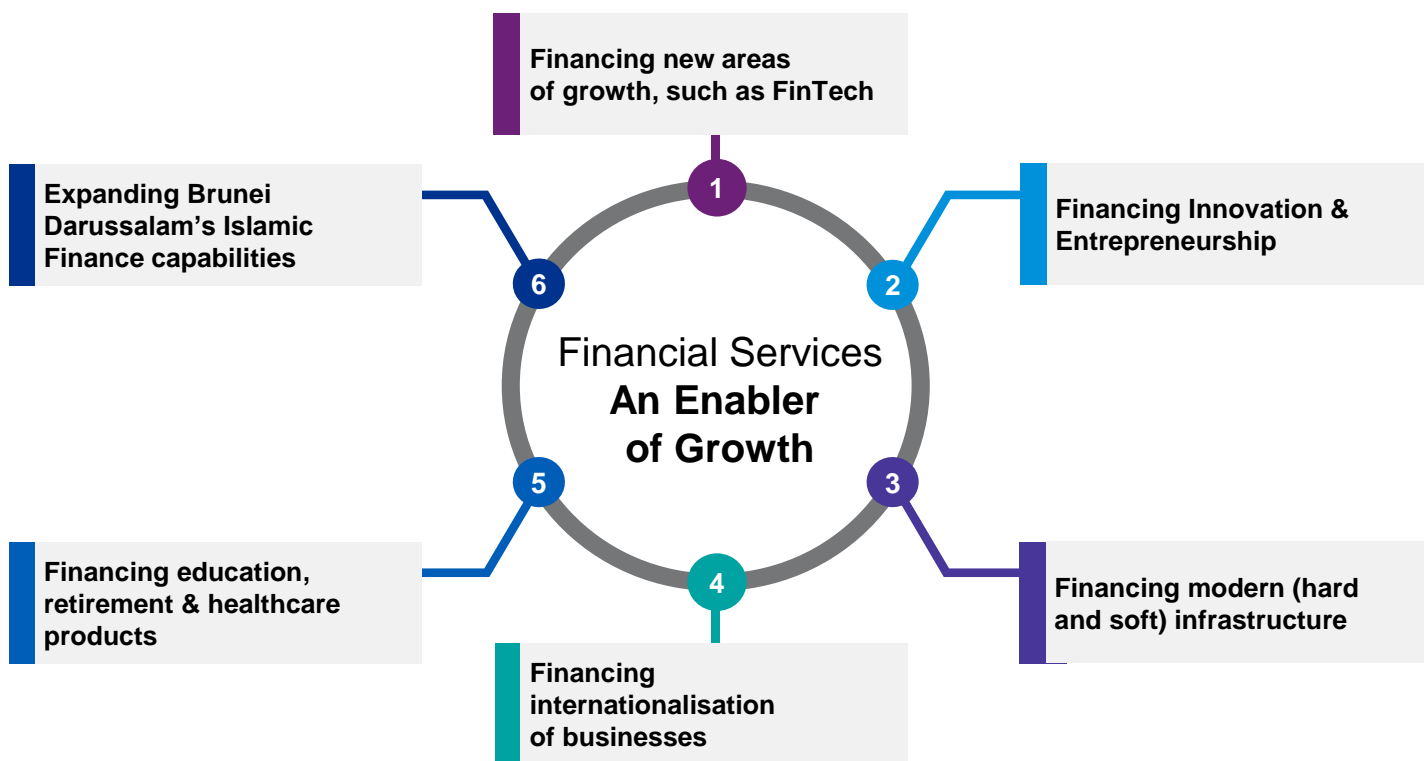 Financing new areas
of growth, such as FinTech
1
Financing Innovation &
Entrepreneurship
2
Financing modern (hard
and soft) infrastructure
3
Financing
internationalisation
of businesses
4
Financing education,
retirement & healthcare
products
5
Expanding Brunei
Darussalam’s Islamic
Finance capabilities
6
Financial Services
An Enabler
of Growth